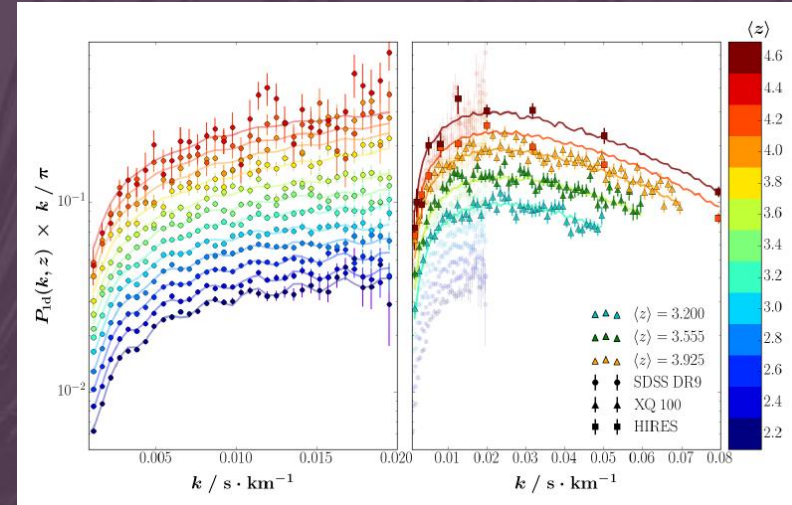 ⟨z⟩
4.6
4.4
4.2
4.0
3.8
3.6
3.4
3.2
3.0
2.8
2.6
2.4
2.2
P₁d(k, z) × k / π
10⁻¹
10⁻²
0.005
0.010
0.015
0.020
k / s · km⁻¹
0.01
0.02
0.03
0.04
0.05
0.06
0.07
0.08
k / s · km⁻¹
⟨z⟩ = 3.200
⟨z⟩ = 3.555
⟨z⟩ = 3.925
SDSS DR9
XQ 100
HIRES